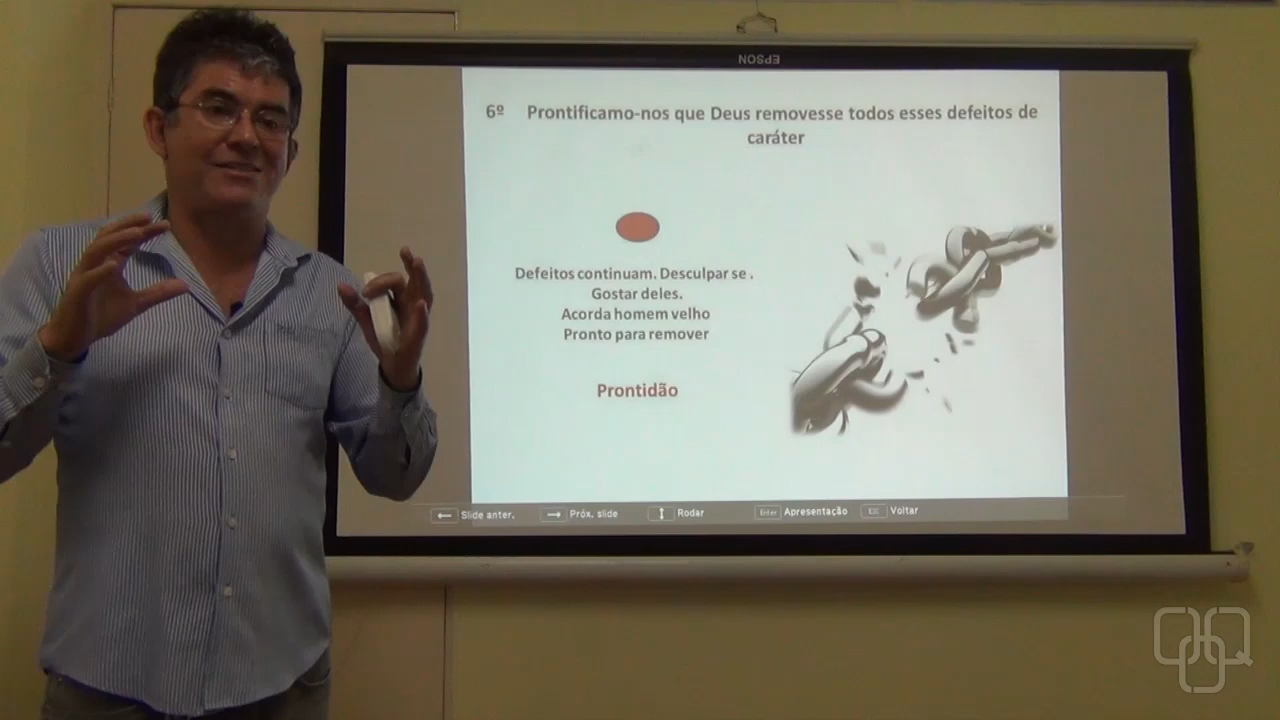 EPSON
6º Prontificamo-nos que Deus removesse todos esses defeitos de
caráter
Defeitos continuam. Desculpar se .
Gostar deles.
Acorda homem velho
Pronto para remover
Prontidão
Slide anter. Próx. slide Rodar Enter Apresentação ESC Voltar